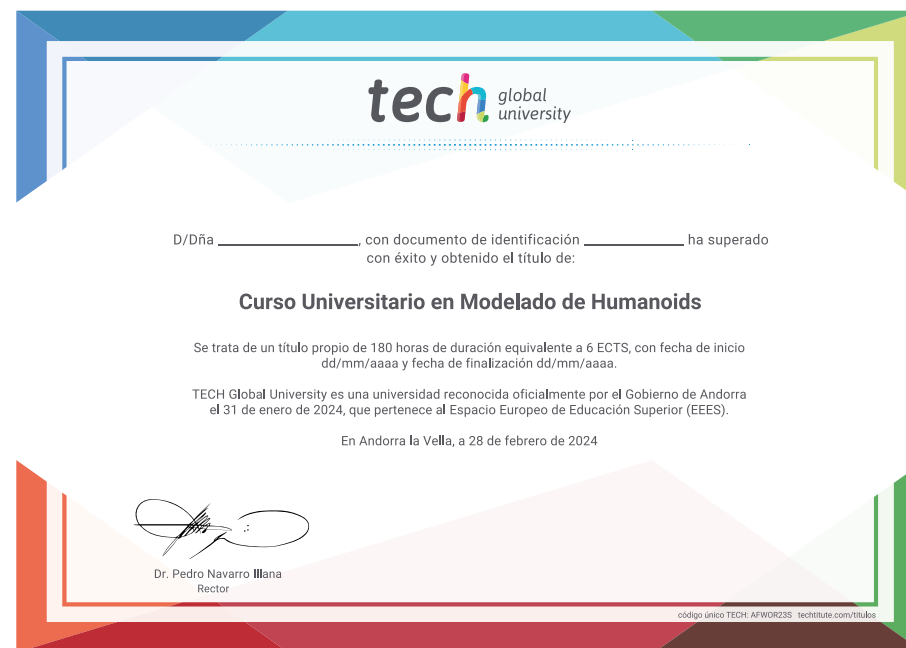 tech global university
D/Dña ____________________, con documento de identificación ______________ ha superado
con éxito y obtenido el título de:
Curso Universitario en Modelado de Humanoids
Se trata de un título propio de 180 horas de duración equivalente a 6 ECTS, con fecha de inicio
dd/mm/aaaa y fecha de finalización dd/mm/aaaa.
TECH Global University es una universidad reconocida oficialmente por el Gobierno de Andorra
el 31 de enero de 2024, que pertenece al Espacio Europeo de Educación Superior (EEES).
En Andorra la Vella, a 28 de febrero de 2024
Dr. Pedro Navarro Illana
Rector
código único TECH: AFWOR23S techtitute.com/titulos